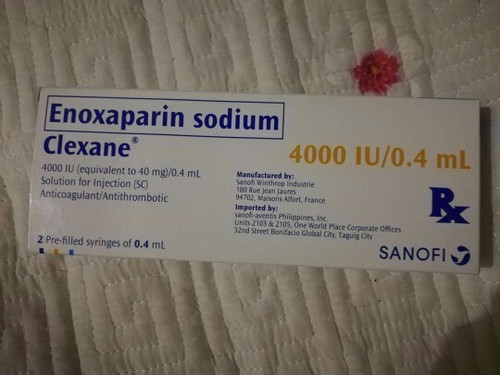 Enoxaparin sodium
Clexane®
4000 IU/0.4 mL
4000 IU (equivalent to 40 mg)/0.4 mL
Solution for Injection (SC)
Anticoagulant/Antithrombotic
Manufactured by:
Sanofi Winthrop Industrie
180 Rue Jean Jaures
94702, Maisons Alfort, France
Imported by:
sanofi-aventis Philippines, Inc.
Units 2103 & 2105, One World Place Corporate Offices
32nd Street Bonifacio Global City, Taguig City
Rx
2 Pre-filled syringes of 0.4 mL
SANOFI